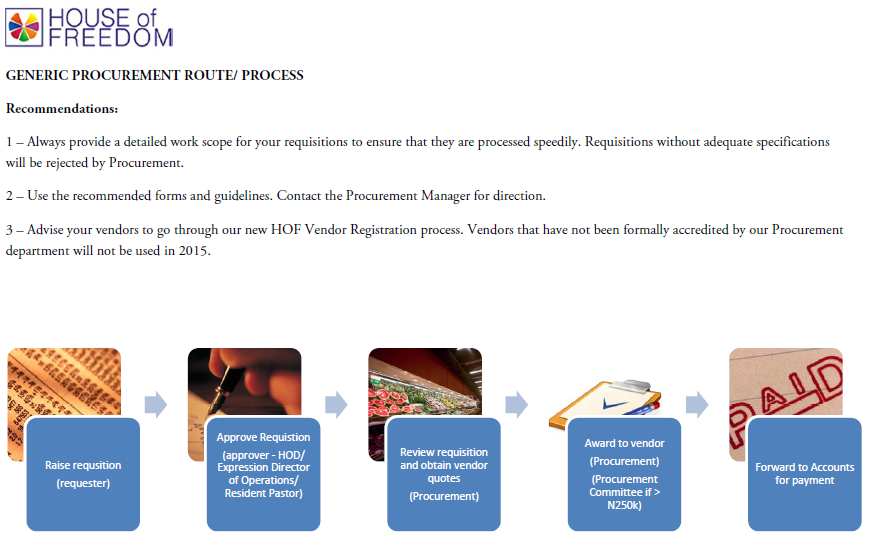 HOUSE of
FREEDOM
GENERIC PROCUREMENT ROUTE/ PROCESS
Recommendations:
1 – Always provide a detailed work scope for your requisitions to ensure that they are processed speedily. Requisitions without adequate specifications
will be rejected by Procurement.
2 – Use the recommended forms and guidelines. Contact the Procurement Manager for direction.
3 – Advise your vendors to go through our new HOF Vendor Registration process. Vendors that have not been formally accredited by our Procurement
department will not be used in 2015.
Raise requsition
(requester)
Approve Requistion
(approver - HOD/
Expression Director
of Operations/
Resident Pastor)
Review requisition
and obtain vendor
quotes
(Procurement)
Award to vendor
(Procurement)
(Procurement
Committee if >
N250k)
PAID
Forward to Accounts
for payment